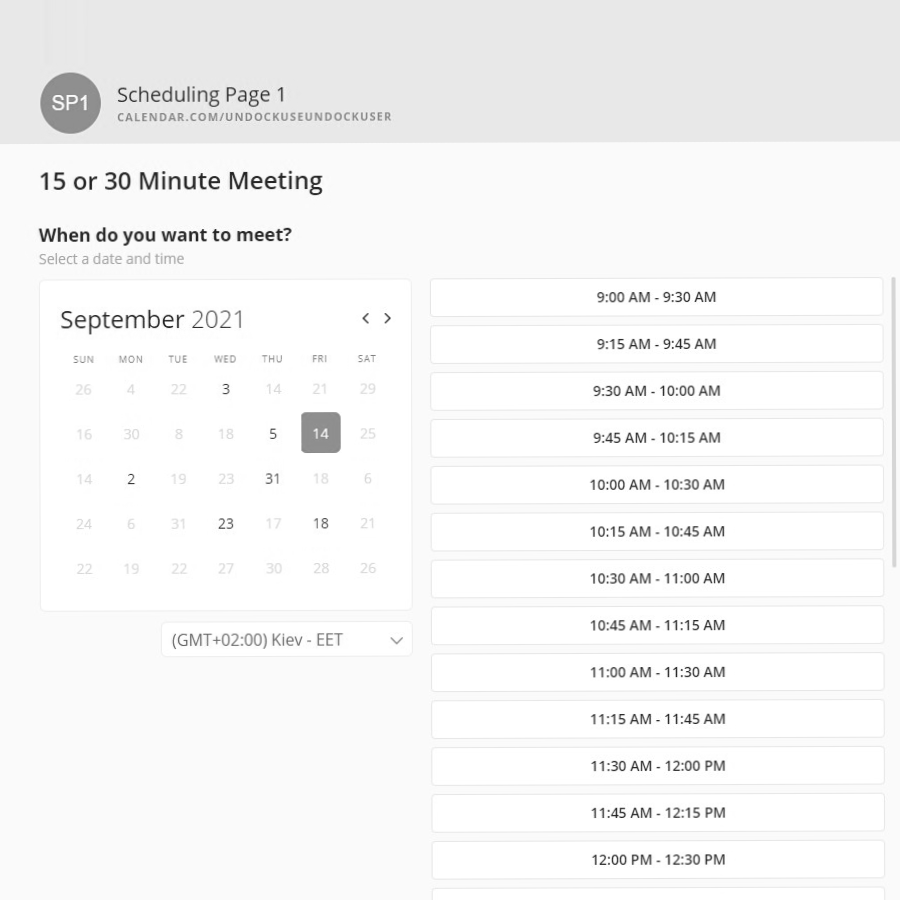 SP1
Scheduling Page 1
CALENDAR.COM/UNDOCKUSEUNDOCKUSER
15 or 30 Minute Meeting
When do you want to meet?
Select a date and time
September 2021
SUN MON TUE WED THU FRI SAT
26 4 22 3 14 21 29
16 30 8 18 5 14 25
14 2 19 23 31 18 6
24 6 31 23 17 18 21
22 19 22 27 30 28 26
(GMT+02:00) Kiev - EET
9:00 AM - 9:30 AM
9:15 AM - 9:45 AM
9:30 AM - 10:00 AM
9:45 AM - 10:15 AM
10:00 AM - 10:30 AM
10:15 AM - 10:45 AM
10:30 AM - 11:00 AM
10:45 AM - 11:15 AM
11:00 AM - 11:30 AM
11:15 AM - 11:45 AM
11:30 AM - 12:00 PM
11:45 AM - 12:15 PM
12:00 PM - 12:30 PM